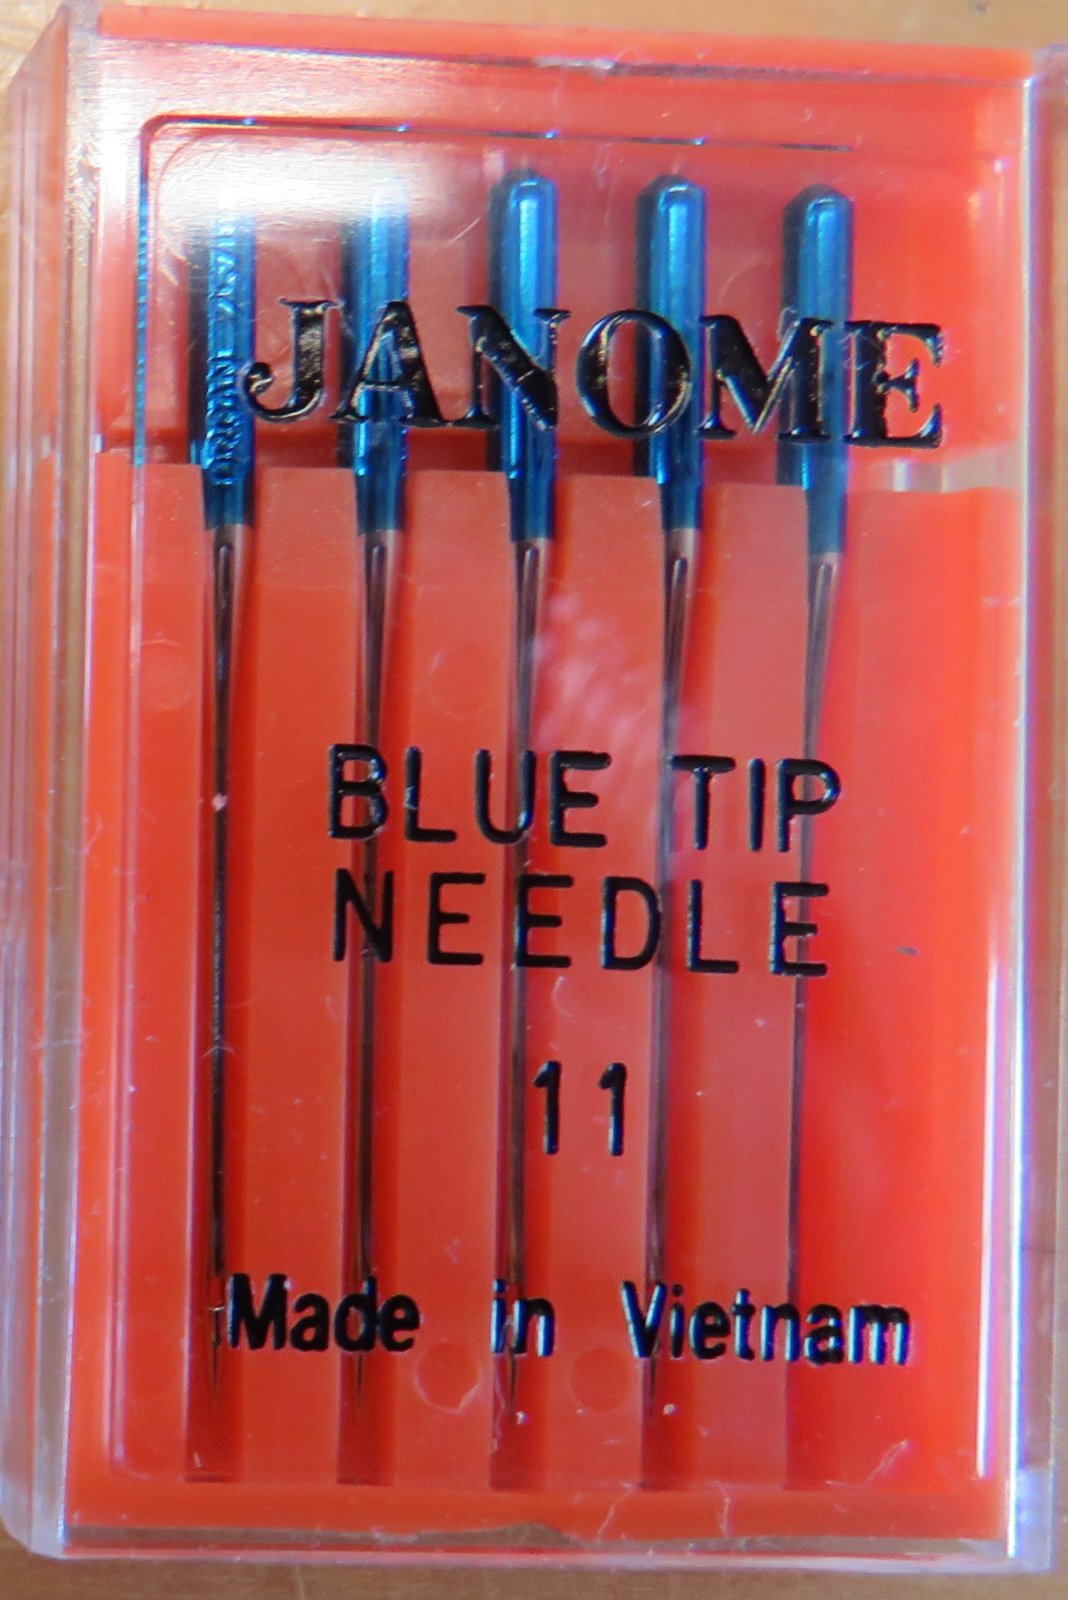 JANOME
BLUE TIP
NEEDLE
11
Made in Vietnam